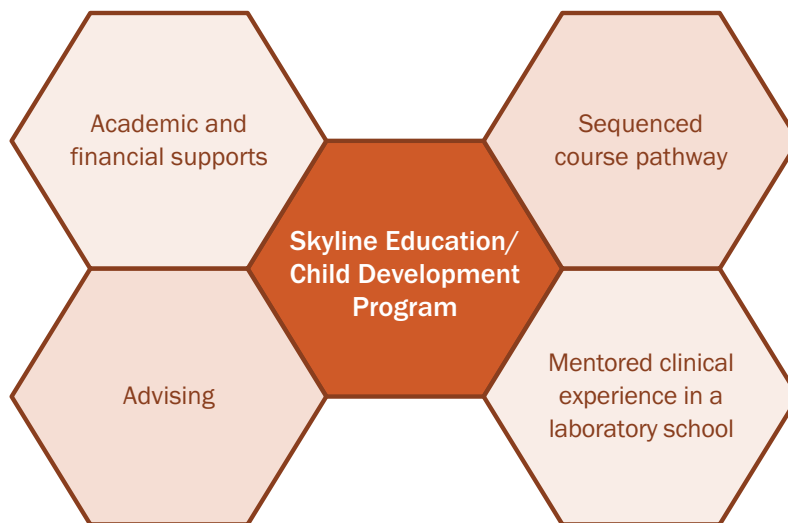 Academic and
financial supports
Sequenced
course pathway
Skyline Education/
Child Development
Program
Advising
Mentored clinical
experience in a
laboratory school